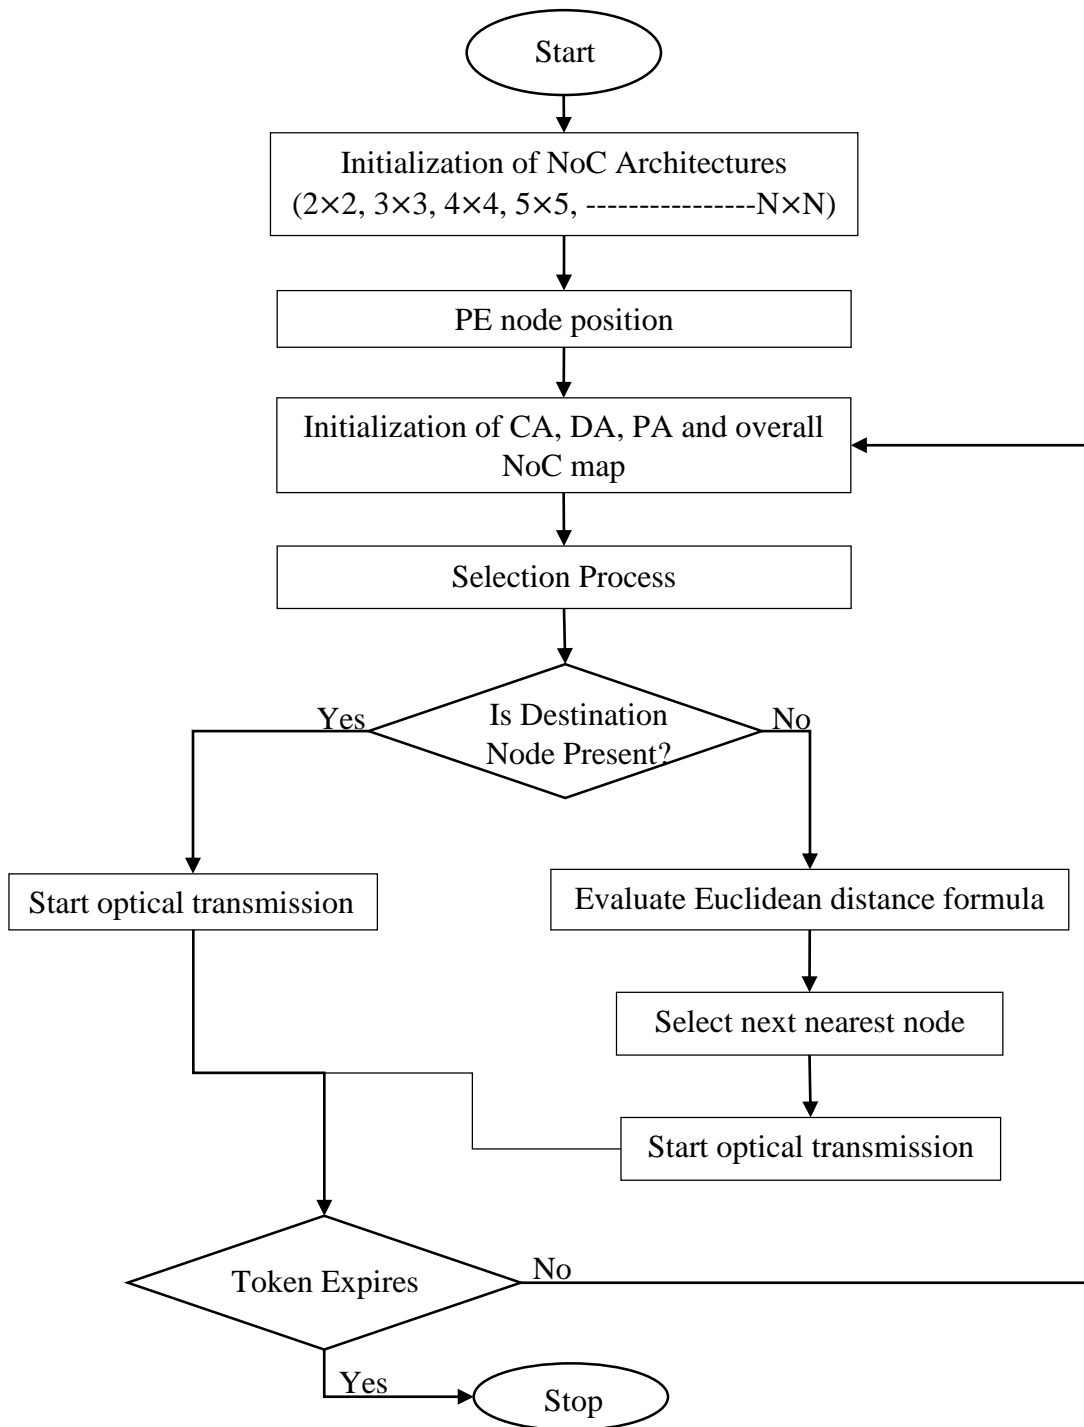 Start
Initialization of NoC Architectures
(2×2, 3×3, 4×4, 5×5, ----------------N×N)
PE node position
Initialization of CA, DA, PA and overall
NoC map
Selection Process
Yes
Is Destination
Node Present?
No
Start optical transmission
Evaluate Euclidean distance formula
Select next nearest node
Start optical transmission
Token Expires
No
Yes
Stop